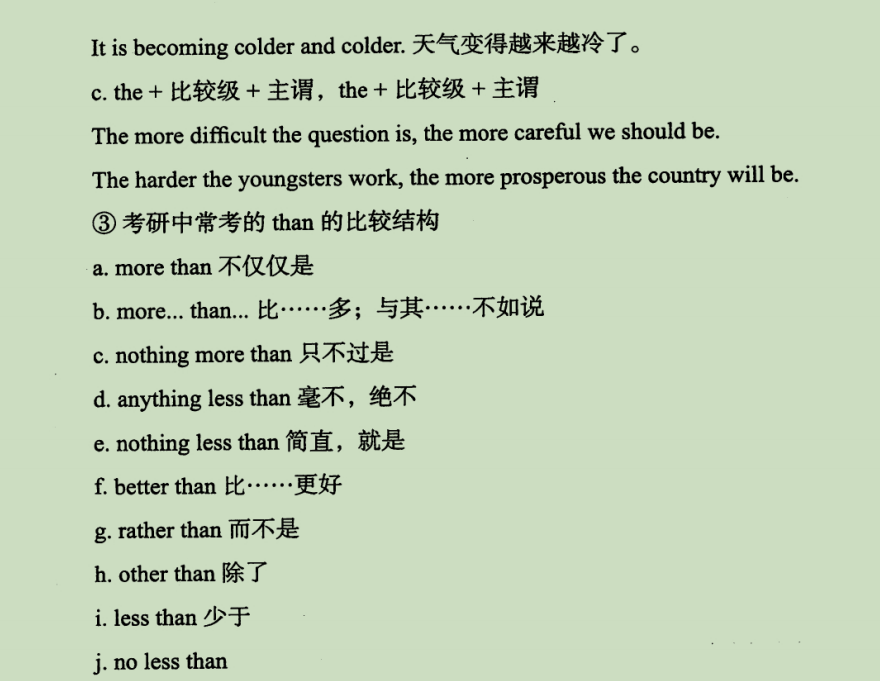 It is becoming colder and colder. 天气变得越来越冷了。
c. the + 比较级 + 主谓，the + 比较级 + 主谓
The more difficult the question is, the more careful we should be.
The harder the youngsters work, the more prosperous the country will be.
③ 考研中常考的 than 的比较结构
a. more than 不仅仅是
b. more... than... 比……多；与其……不如说
c. nothing more than 只不过是
d. anything less than 毫不，绝不
e. nothing less than 简直，就是
f. better than 比……更好
g. rather than 而不是
h. other than 除了
i. less than 少于
j. no less than